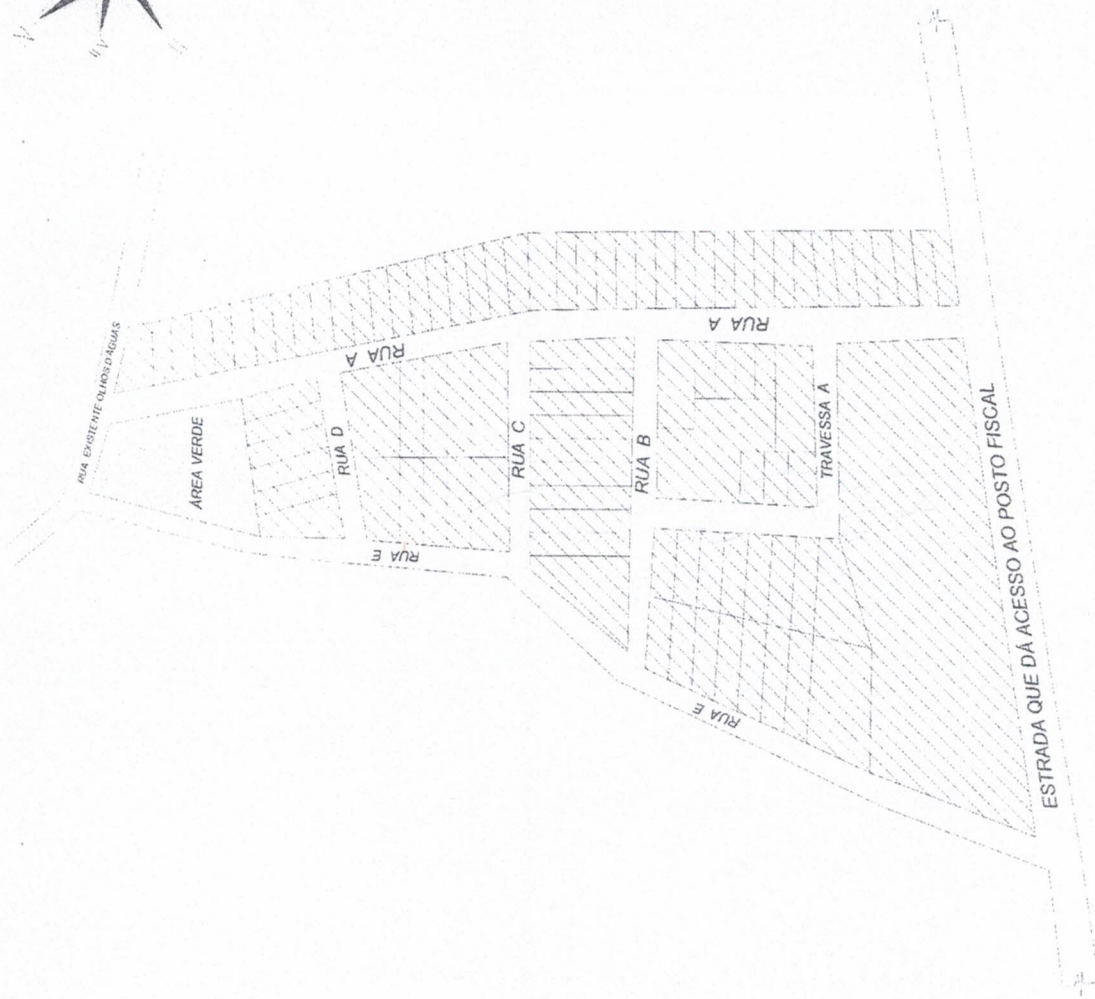 RUA EXISTENTE OLHOS D'ÁGUAS
ÁREA VERDE
RUA A
RUA A
RUA D
RUA C
RUA B
TRAVESSA A
RUA E
RUA E
ESTRADA QUE DÁ ACESSO AO POSTO FISCAL